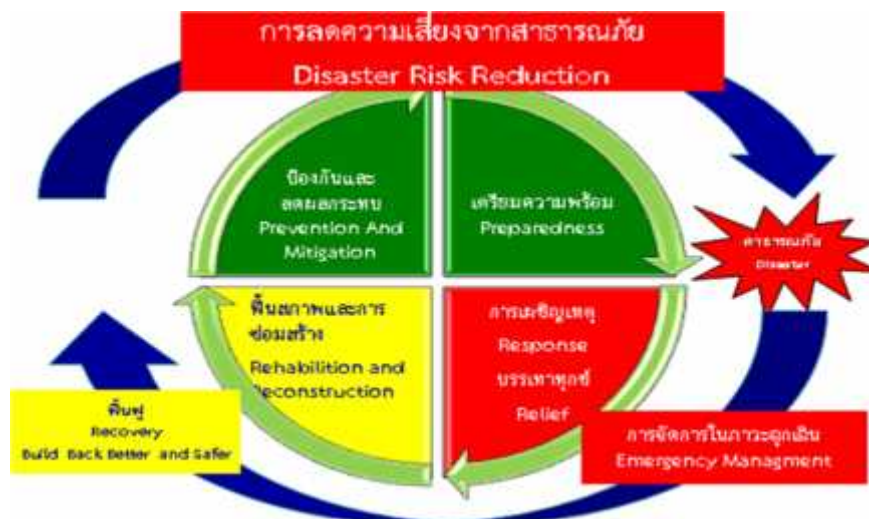 การลดความเสี่ยงจากสาธารณภัย
Disaster Risk Reduction
ป้องกันและ
ลดผลกระทบ
Prevention And
Mitigation
เตรียมความพร้อม
Preparedness
สาธารณภัย
Disaster
ฟื้นสภาพและการ
ซ่อมสร้าง
Rehabilition and
Reconstruction
การเผชิญเหตุ
Response
บรรเทาทุกข์
Relief
ฟื้นฟู
Recovery
Build Back Better and Safer
การจัดการในภาวะฉุกเฉิน
Emergency Managment